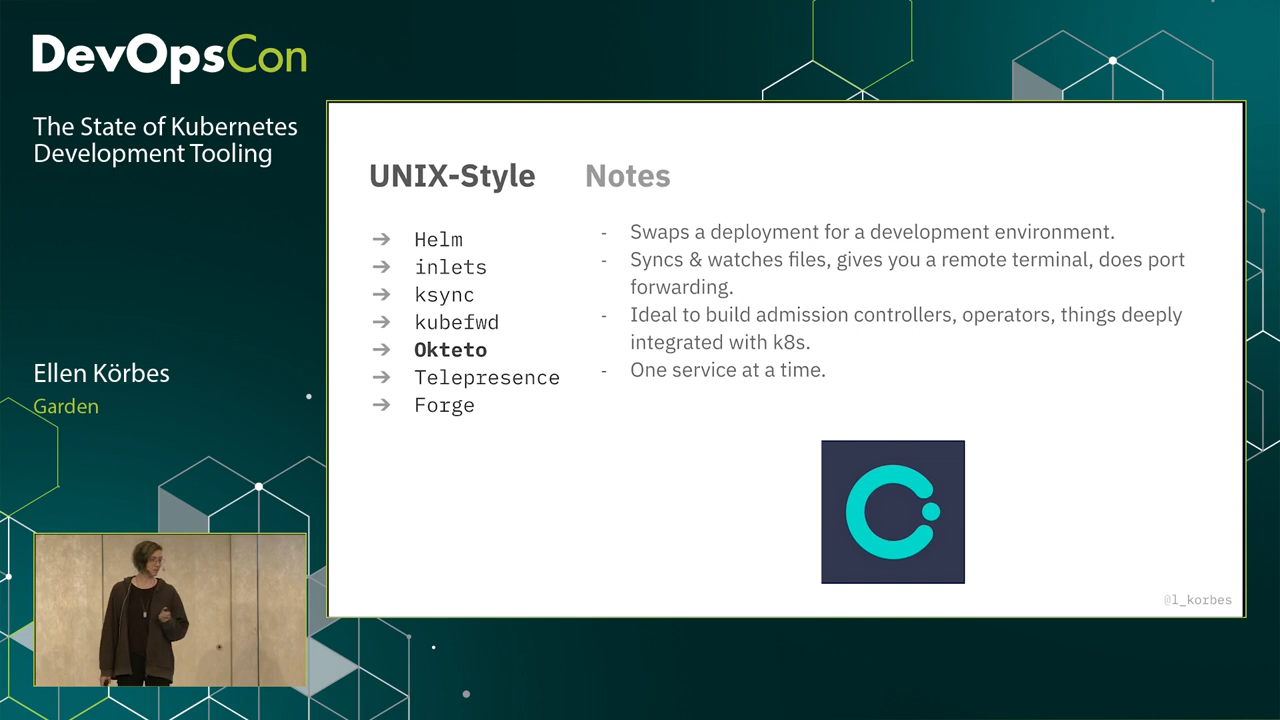 DevOpsCon
The State of Kubernetes
Development Tooling
Ellen Körbes
Garden
UNIX-Style
➔ Helm
➔ inlets
➔ ksync
➔ kubefwd
➔ Okteto
➔ Telepresence
➔ Forge
Notes
- Swaps a deployment for a development environment.
- Syncs & watches files, gives you a remote terminal, does port
forwarding.
- Ideal to build admission controllers, operators, things deeply
integrated with k8s.
- One service at a time.
@l_korbes